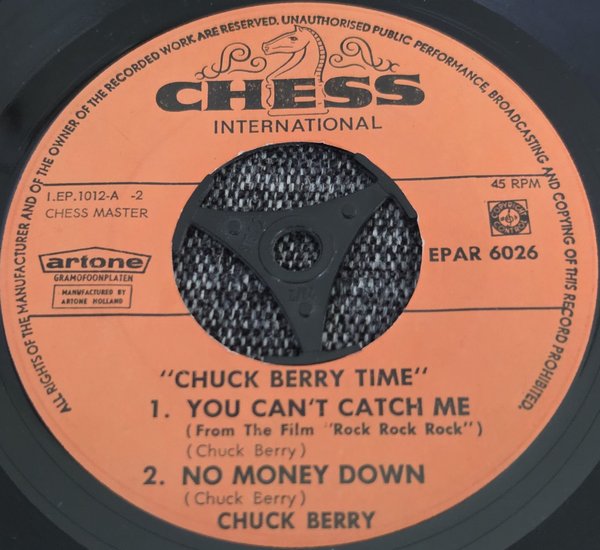 ALL RIGHTS OF THE MANUFACTURER AND OF THE OWNER OF THE RECORDED WORK ARE RESERVED. UNAUTHORISED PUBLIC PERFORMANCE, BROADCASTING AND COPYING OF THIS RECORD PROHIBITED.
CHESS
INTERNATIONAL
1.EP.1012-A -2
CHESS MASTER
45 RPM
COPYRIGHT
CONTROL
artone
GRAMOFOONPLATEN
MANUFACTURED BY
ARTONE HOLLAND
EPAR 6026
"CHUCK BERRY TIME"
1. YOU CAN'T CATCH ME
(From The Film "Rock Rock Rock")
(Chuck Berry)
2. NO MONEY DOWN
(Chuck Berry)
CHUCK BERRY